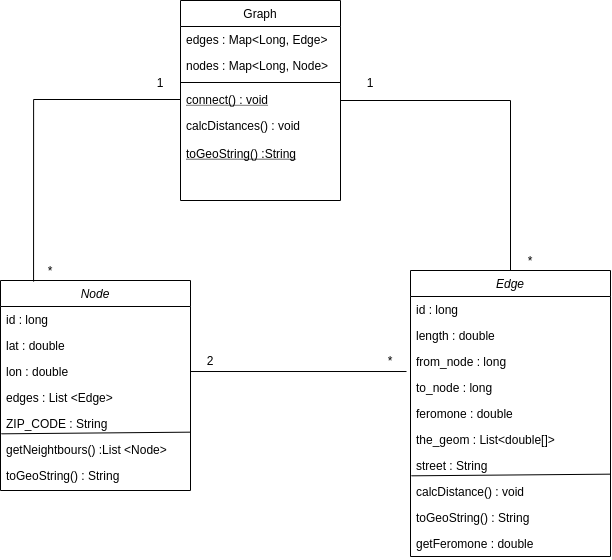 Graph
edges : Map<Long, Edge>
nodes : Map<Long, Node>
1
1
connect() : void
calcDistances() : void
toGeoString() :String
*
*
Node
id : long
lat : double
lon : double
edges : List <Edge>
ZIP_CODE : String
getNeightbours() :List <Node>
toGeoString() : String
2
*
Edge
id : long
length : double
from_node : long
to_node : long
feromone : double
the_geom : List<double[]>
street : String
calcDistance() : void
toGeoString() : String
getFeromone : double